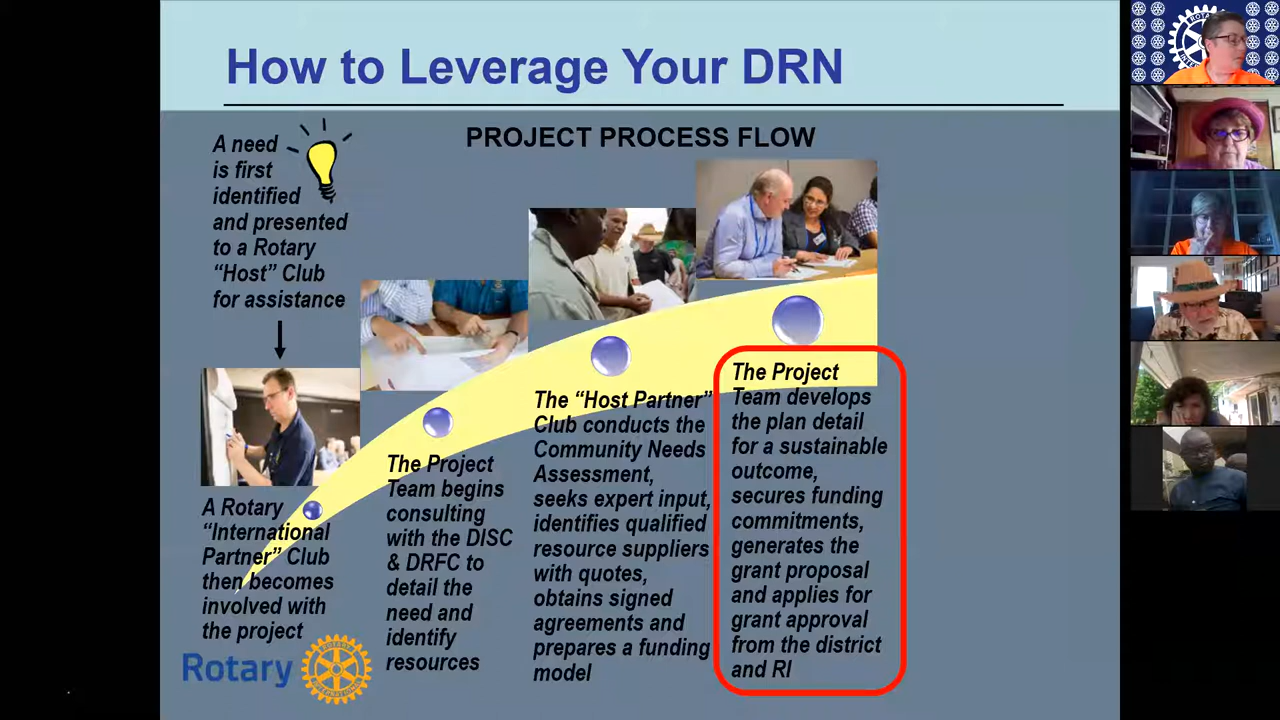 How to Leverage Your DRN
PROJECT PROCESS FLOW
A need
is first
identified
and presented
to a Rotary
“Host” Club
for assistance
A Rotary
“International
Partner” Club
then becomes
involved with
the project
The Project
Team begins
consulting
with the DISC
& DRFC to
detail the
need and
identify
resources
The “Host Partner”
Club conducts the
Community Needs
Assessment,
seeks expert input,
identifies qualified
resource suppliers
with quotes,
obtains signed
agreements and
prepares a funding
model
The Project
Team develops
the plan detail
for a sustainable
outcome,
secures funding
commitments,
generates the
grant proposal
and applies for
grant approval
from the district
and RI
Rotary
ROTARY
INTERNATIONAL